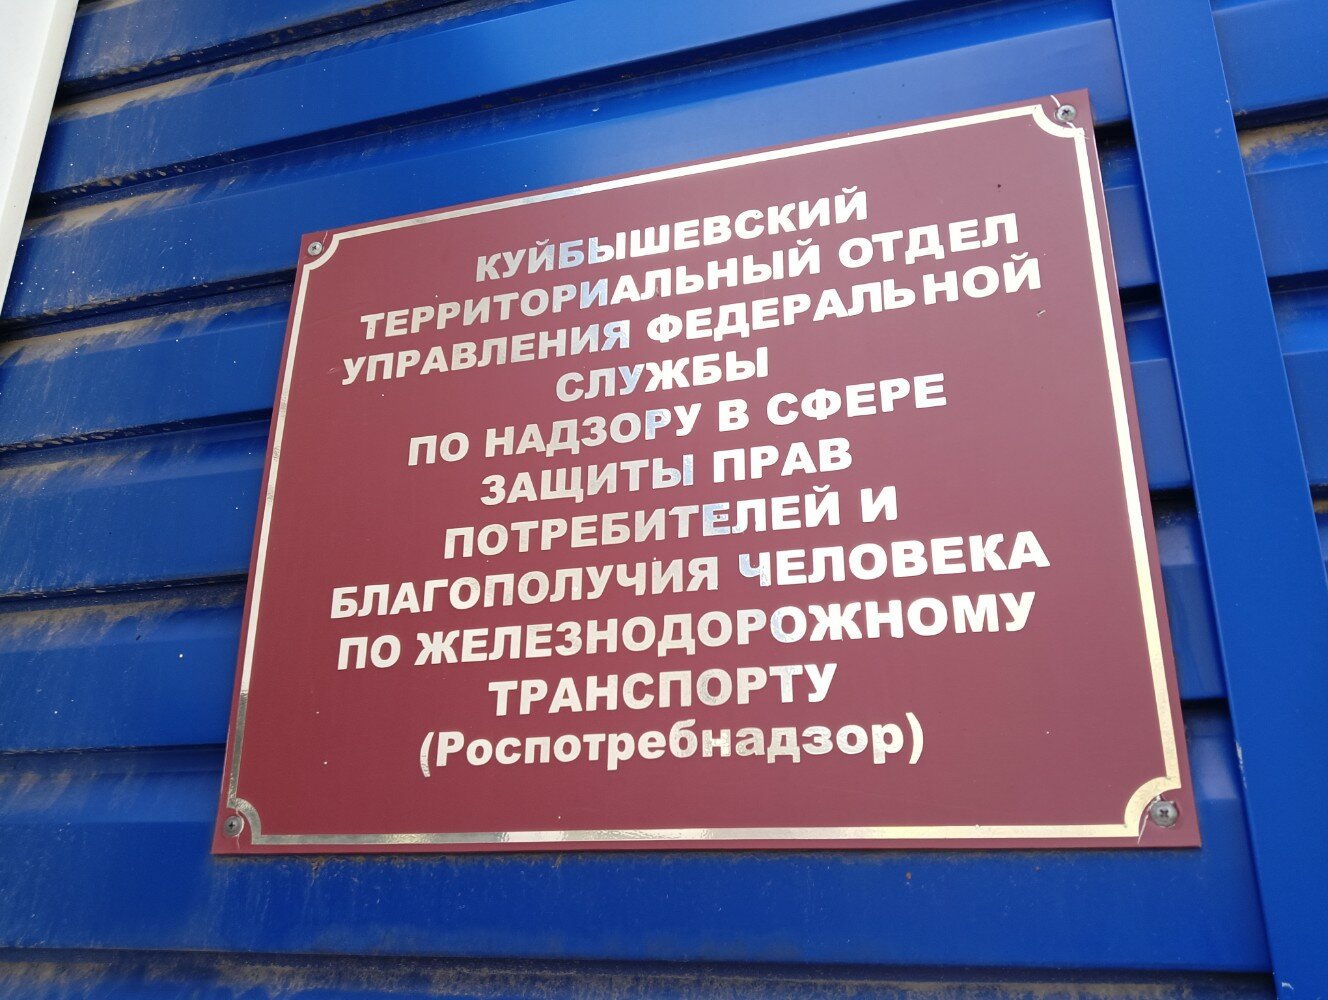 КУЙБЫШЕВСКИЙ
ТЕРРИТОРИАЛЬНЫЙ ОТДЕЛ
УПРАВЛЕНИЯ ФЕДЕРАЛЬНОЙ
СЛУЖБЫ
ПО НАДЗОРУ В СФЕРЕ
ЗАЩИТЫ ПРАВ
ПОТРЕБИТЕЛЕЙ И
БЛАГОПОЛУЧИЯ ЧЕЛОВЕКА
ПО ЖЕЛЕЗНОДОРОЖНОМУ
ТРАНСПОРТУ
(Роспотребнадзор)